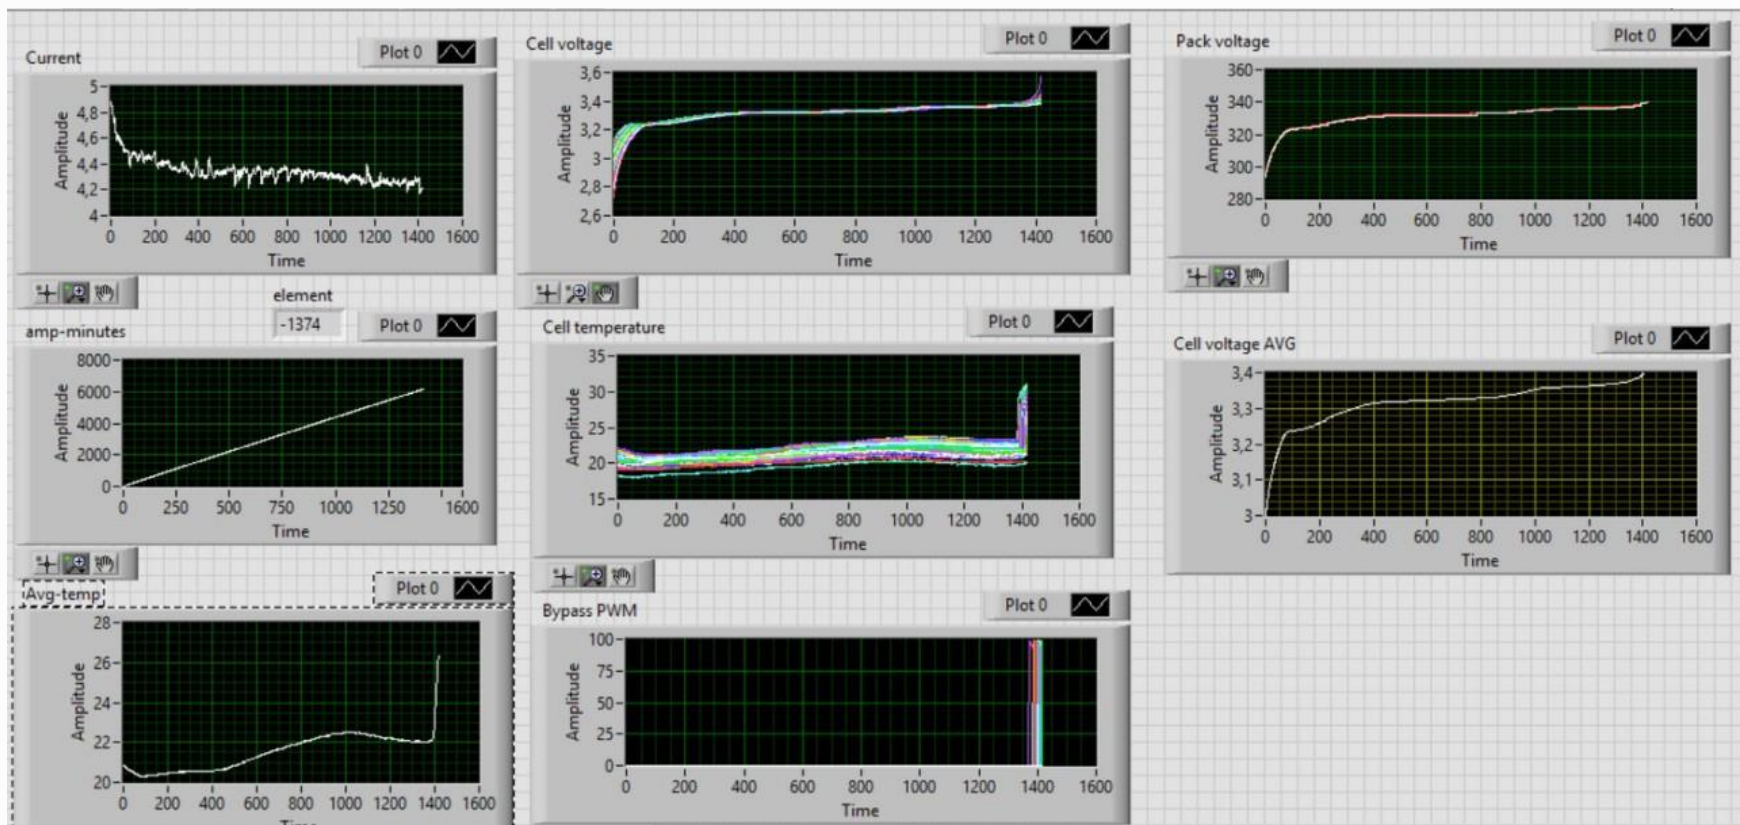 Current
Plot 0
5
4,8
4,6
4,4
4,2
4
Amplitude
0 200 400 600 800 1000 1200 1400 1600
Time
Cell voltage
Plot 0
3,6
3,4
3,2
3
2,8
2,6
Amplitude
0 200 400 600 800 1000 1200 1400 1600
Time
Pack voltage
Plot 0
360
340
320
300
280
Amplitude
0 200 400 600 800 1000 1200 1400 1600
Time
element
-1374
amp-minutes
Plot 0
8000
6000
4000
2000
0
Amplitude
0 250 500 750 1000 1250 1600
Time
Cell temperature
Plot 0
35
30
25
20
15
Amplitude
0 200 400 600 800 1000 1200 1400 1600
Time
Cell voltage AVG
Plot 0
3,4
3,3
3,2
3,1
3
Amplitude
0 200 400 600 800 1000 1200 1400 1600
Time
Avg-temp
Plot 0
28
26
24
22
20
Amplitude
0 200 400 600 800 1000 1200 1400 1600
Time
Bypass PWM
Plot 0
100
75
50
25
0
Amplitude
0 200 400 600 800 1000 1200 1400 1600
Time